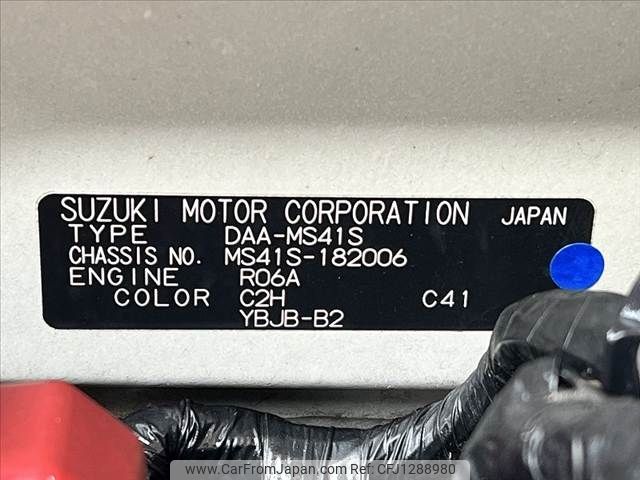 SUZUKI MOTOR CORPORATION JAPAN
TYPE DAA-MS41S
CHASSIS NO. MS41S-182006
ENGINE R06A
COLOR C2H C41
YBJB-B2
www.CarFromJapan.com Ref No:CFJ1288980